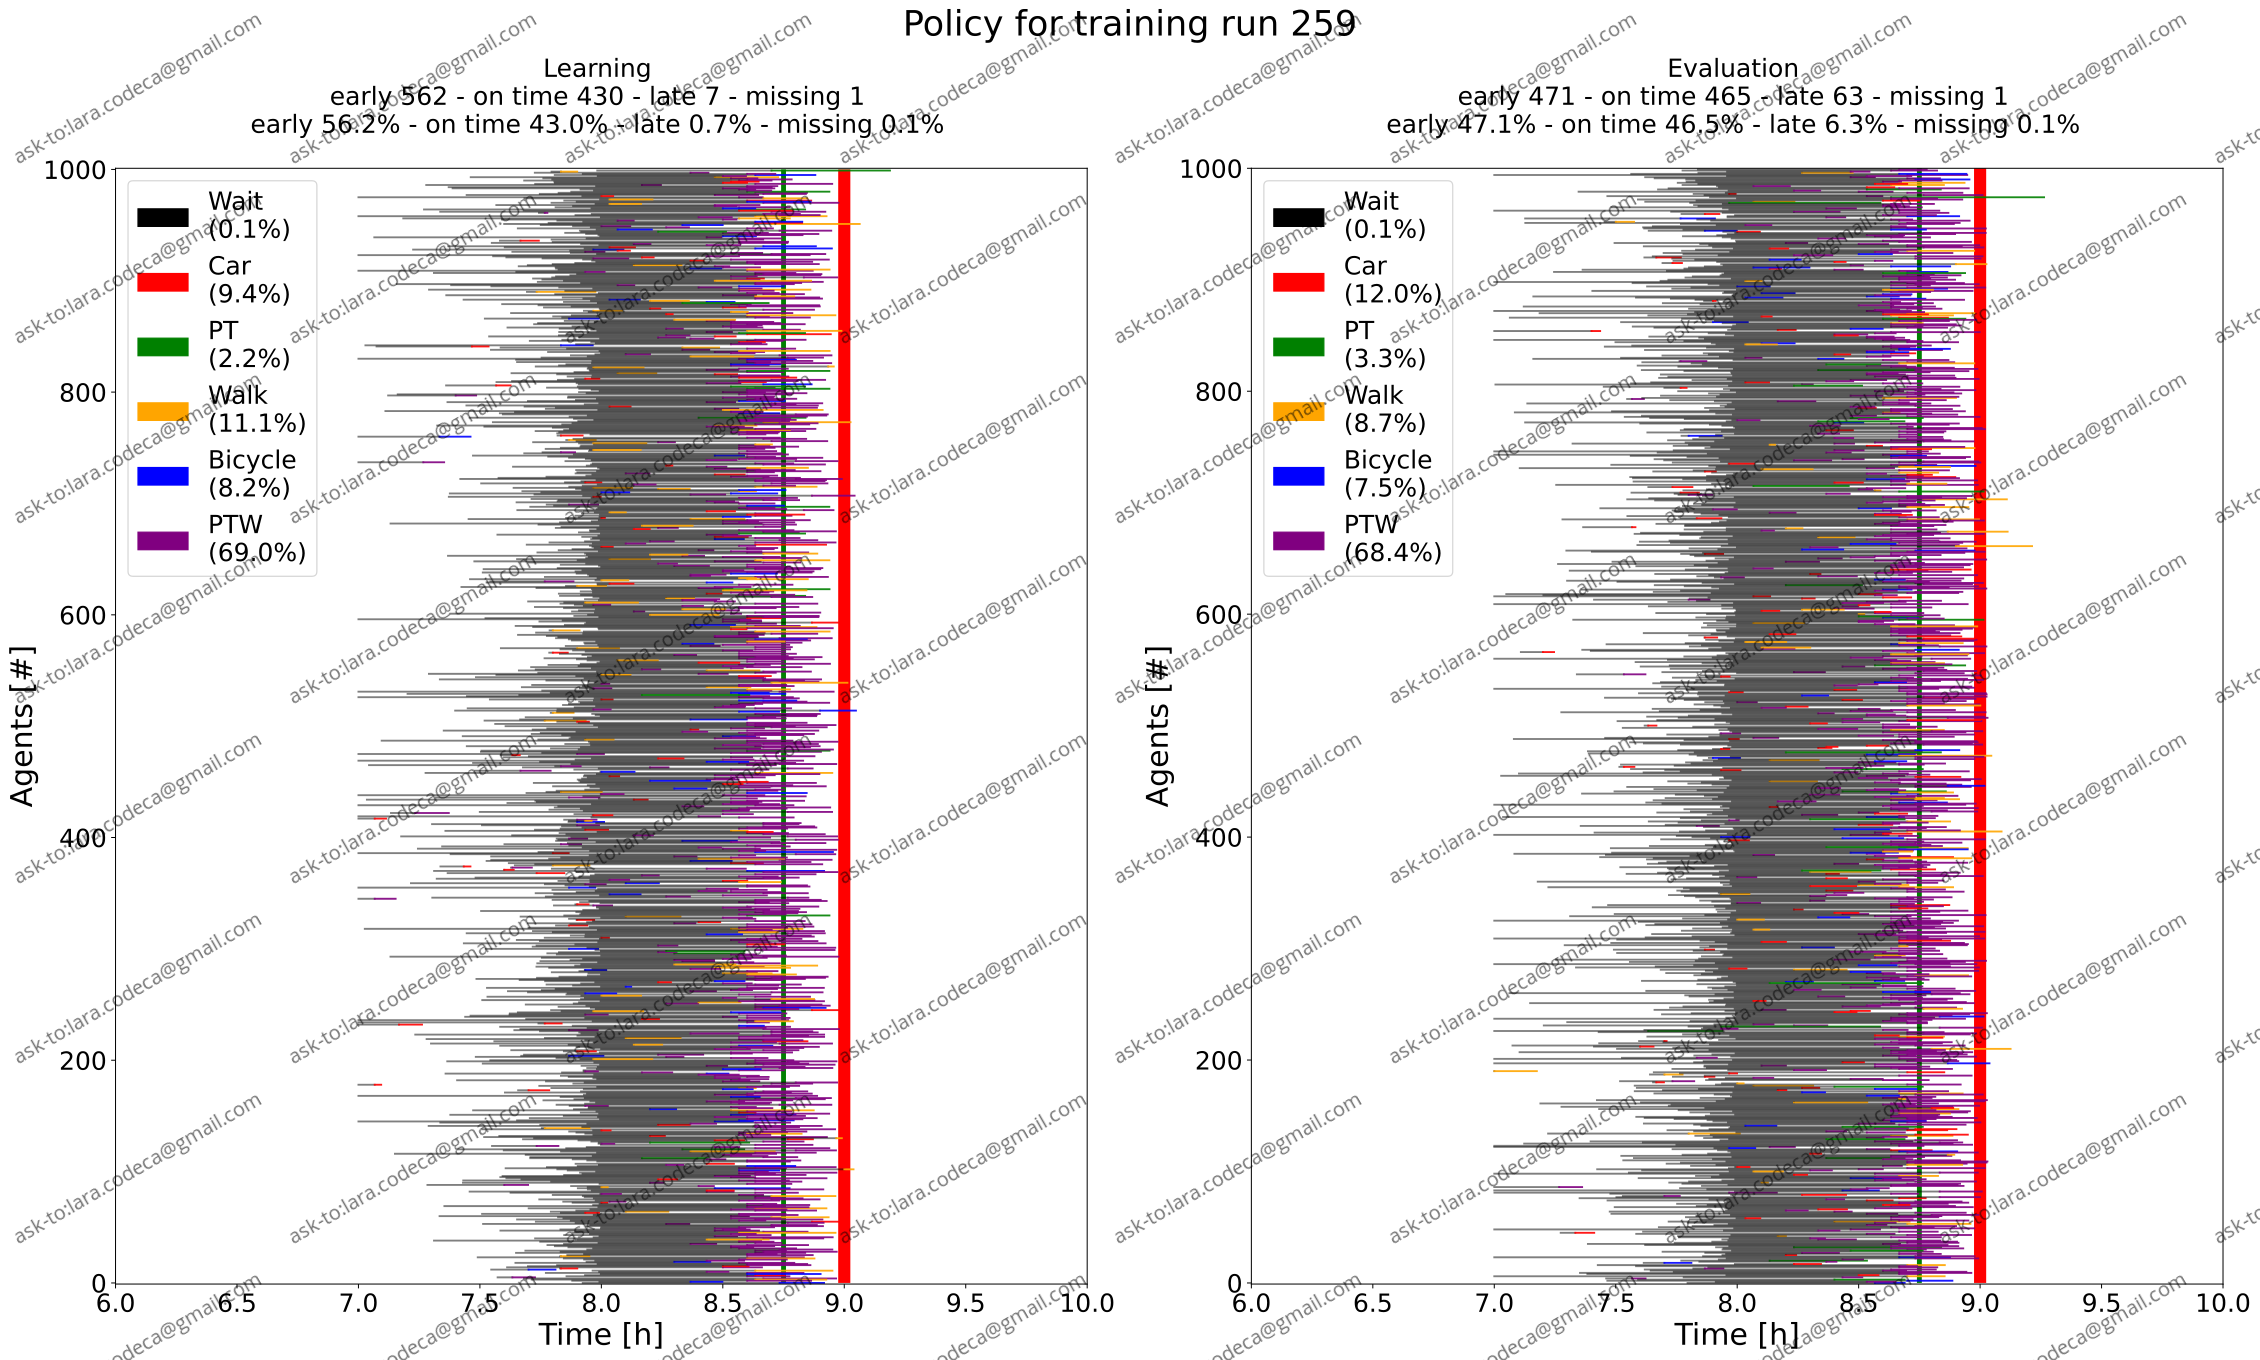 Policy for training run 259
Learning
early 562 - on time 430 - late 7 - missing 1
early 56.2% - on time 43.0% - late 0.7% - missing 0.1%
1000
800
600
400
200
0
Agents [#]
Wait
(0.1%)
Car
(9.4%)
PT
(2.2%)
Walk
(11.1%)
Bicycle
(8.2%)
PTW
(69.0%)
6.0 6.5 7.0 7.5 8.0 8.5 9.0 9.5 10.0
Time [h]
Evaluation
early 471 - on time 465 - late 63 - missing 1
early 47.1% - on time 46.5% - late 6.3% - missing 0.1%
1000
800
600
400
200
0
Agents [#]
Wait
(0.1%)
Car
(12.0%)
PT
(3.3%)
Walk
(8.7%)
Bicycle
(7.5%)
PTW
(68.4%)
6.0 6.5 7.0 7.5 8.0 8.5 9.0 9.5 10.0
Time [h]
ask-to:lara.codeca@gmail.com